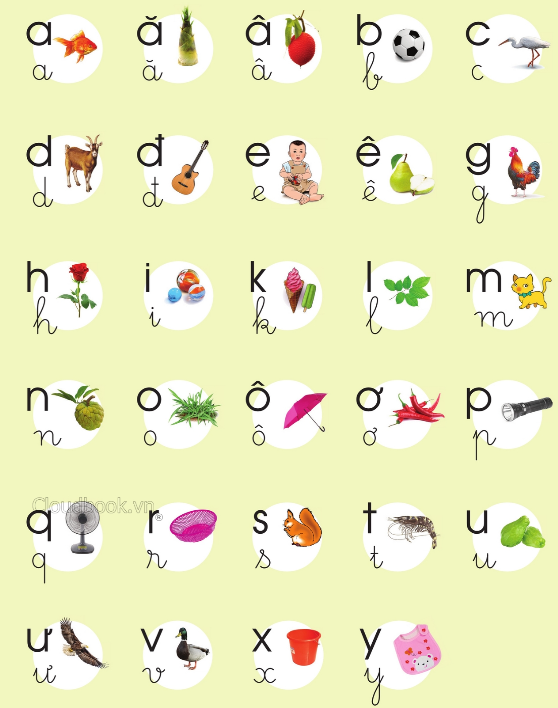 a ă â b c
a ă â b c
d đ e ê g
d đ e ê g
h i k l m
h i k l m
n o ô ơ p
n o ô ơ p
Cloudbook.vn®
q r s t u
q r s t u
ư v x y
ư v x y